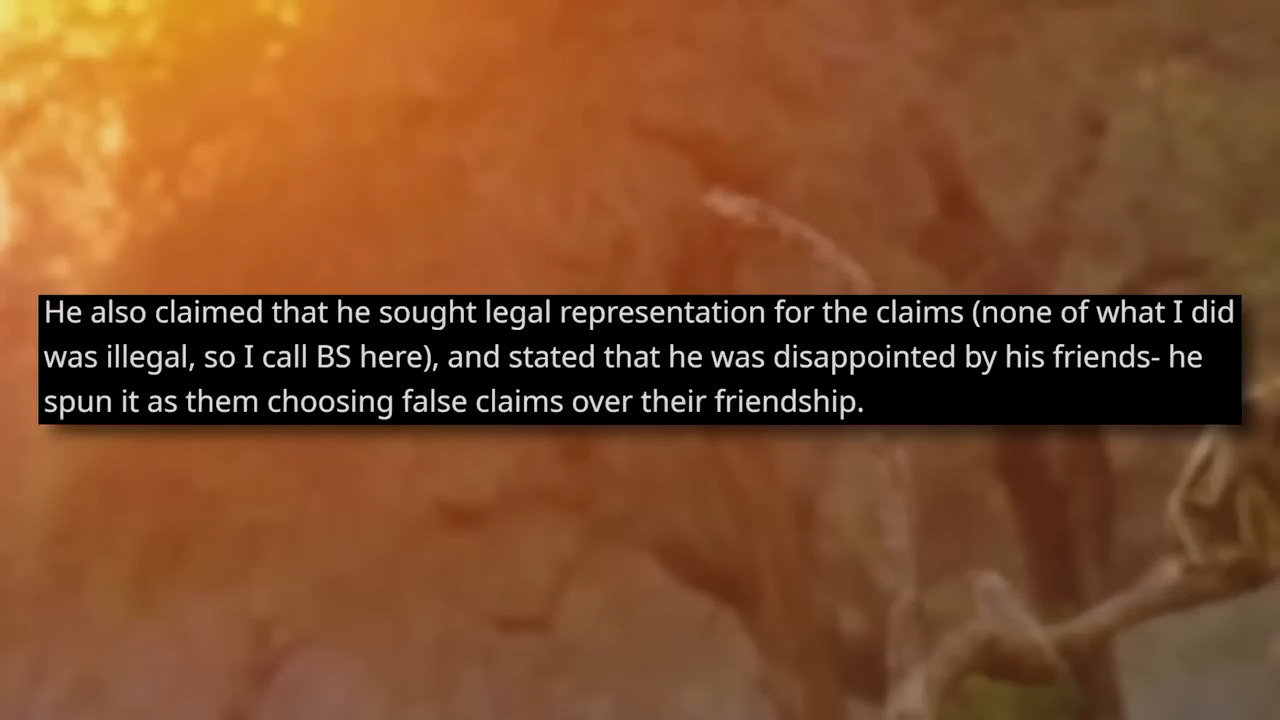 He also claimed that he sought legal representation for the claims (none of what I did
was illegal, so I call BS here), and stated that he was disappointed by his friends- he
spun it as them choosing false claims over their friendship.